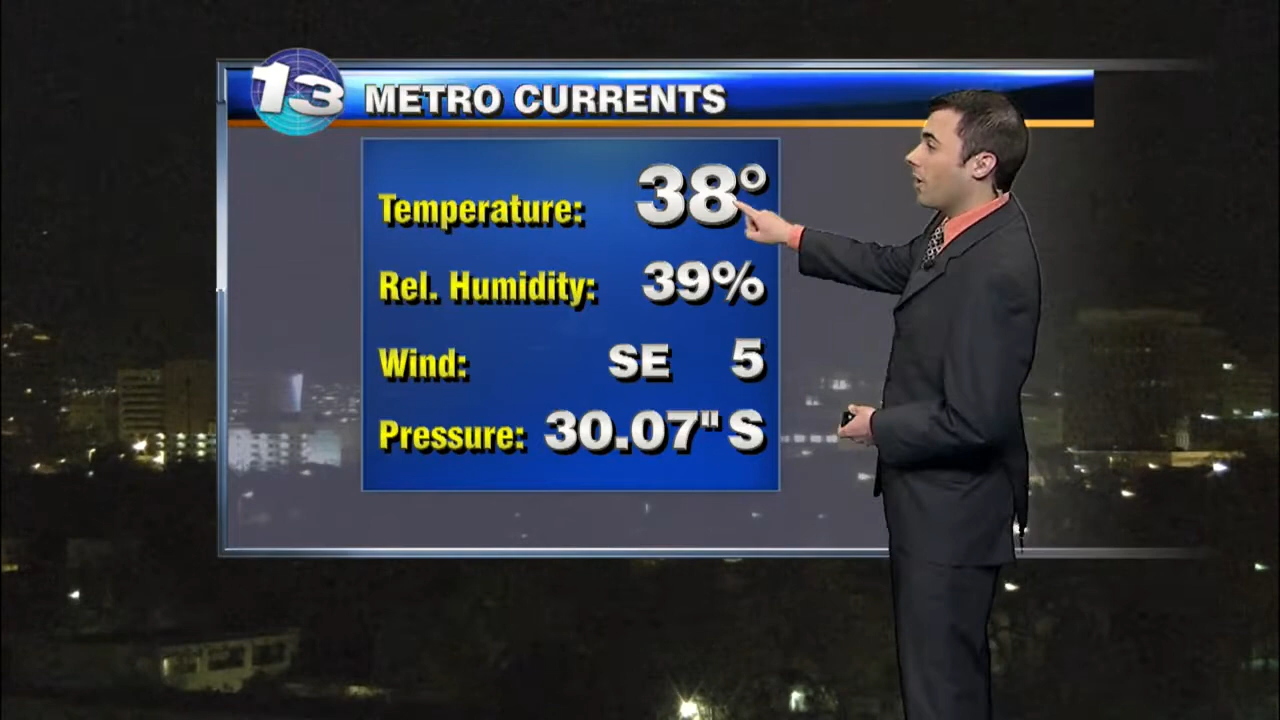 13 METRO CURRENTS
Temperature: 38°
Rel. Humidity: 39%
Wind: SE 5
Pressure: 30.07" S